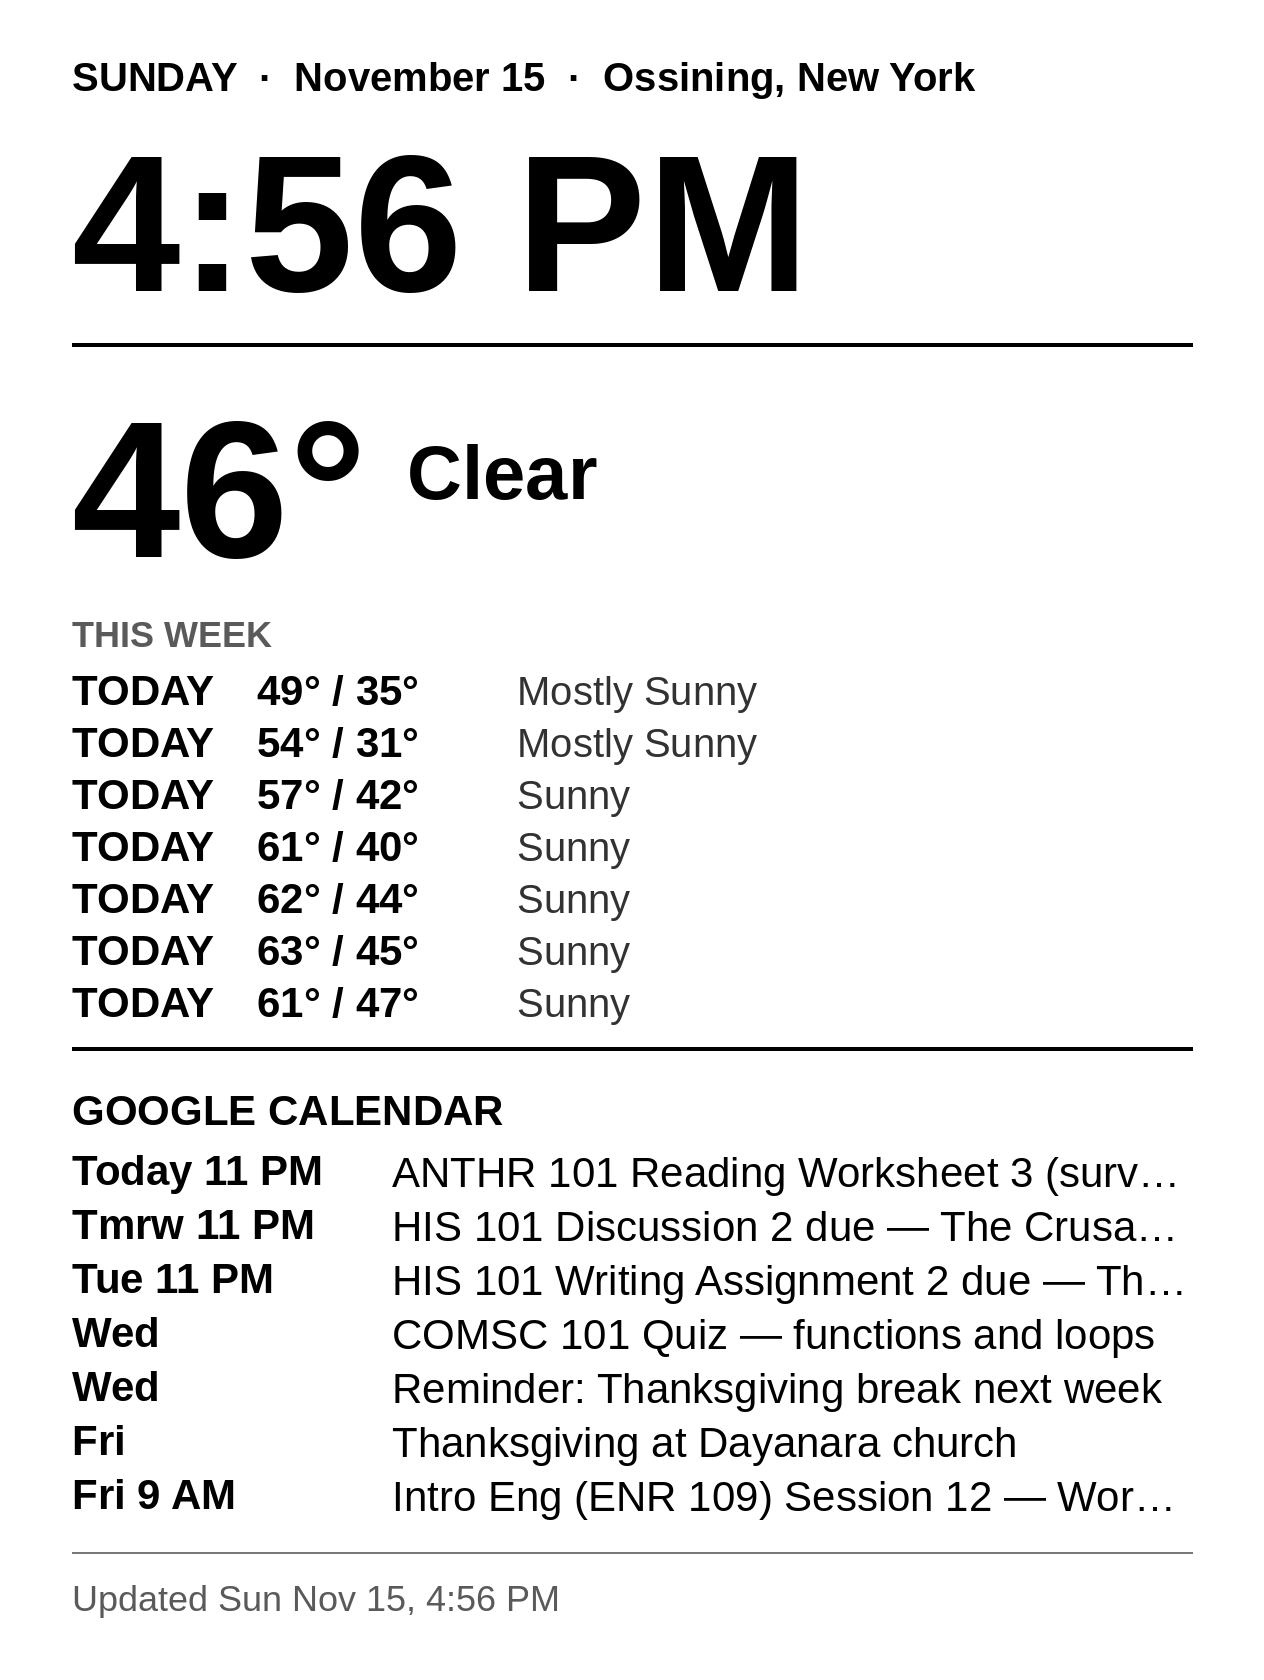 SUNDAY · November 15 · Ossining, New York
4:56 PM
46° Clear
THIS WEEK
TODAY 49° / 35° Mostly Sunny
TODAY 54° / 31° Mostly Sunny
TODAY 57° / 42° Sunny
TODAY 61° / 40° Sunny
TODAY 62° / 44° Sunny
TODAY 63° / 45° Sunny
TODAY 61° / 47° Sunny
GOOGLE CALENDAR
Today 11 PM ANTHR 101 Reading Worksheet 3 (surv…
Tmrw 11 PM HIS 101 Discussion 2 due — The Crusa…
Tue 11 PM HIS 101 Writing Assignment 2 due — Th…
Wed COMSC 101 Quiz — functions and loops
Wed Reminder: Thanksgiving break next week
Fri Thanksgiving at Dayanara church
Fri 9 AM Intro Eng (ENR 109) Session 12 — Wor…
Updated Sun Nov 15, 4:56 PM